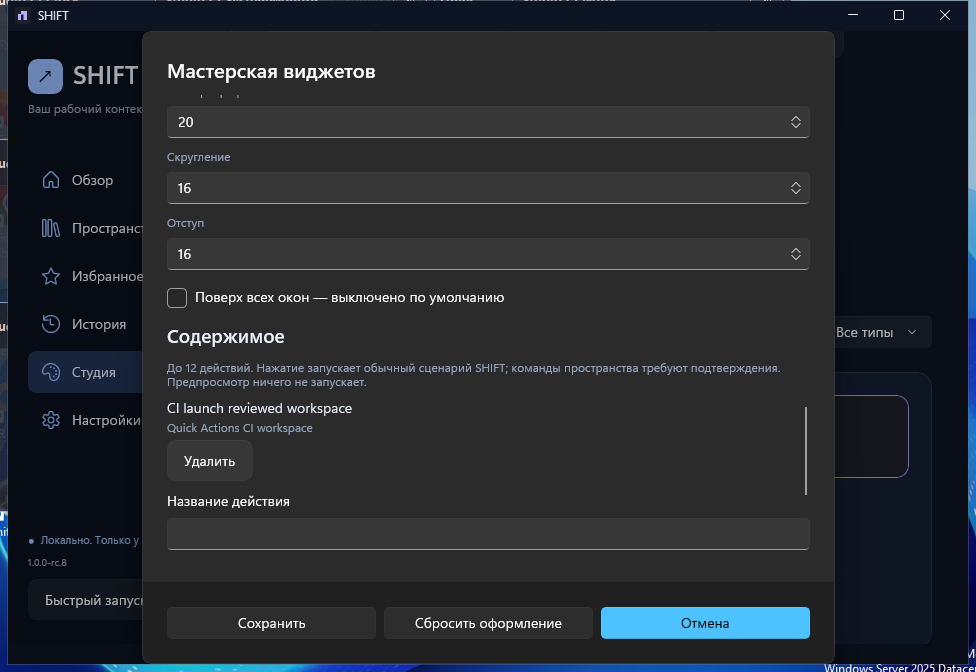 SHIFT
SHIFT
Ваш рабочий контек
Обзор
Пространст
Избранное
История
Студия
Настройки
Локально. Только у
1.0.0-rc.8
Быстрый запуск
Мастерская виджетов
20
Скругление
16
Отступ
16
Поверх всех окон — выключено по умолчанию
Содержимое
До 12 действий. Нажатие запускает обычный сценарий SHIFT; команды пространства требуют подтверждения.
Предпросмотр ничего не запускает.
CI launch reviewed workspace
Quick Actions CI workspace
Удалить
Название действия
Сохранить
Сбросить оформление
Отмена
Все типы
Windows Server 2025 Datace